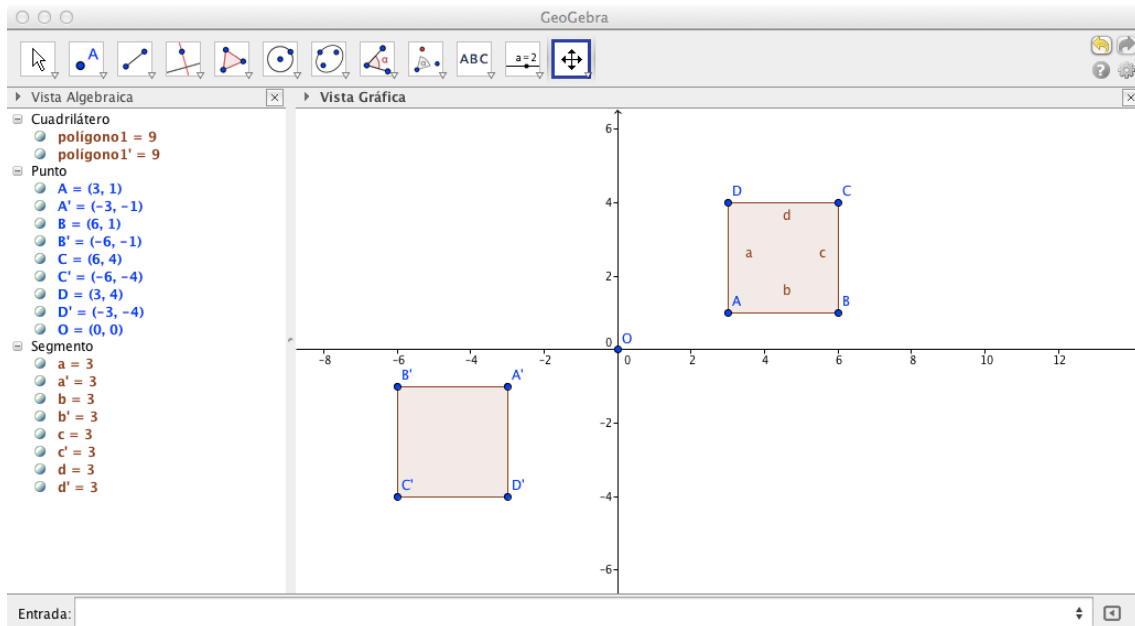 GeoGebra
A
α
α
ABC
a=2
?
Vista Algebraica
Vista Gráfica
Cuadrilátero
polígono1 = 9
polígono1' = 9
Punto
A = (3, 1)
A' = (-3, -1)
B = (6, 1)
B' = (-6, -1)
C = (6, 4)
C' = (-6, -4)
D = (3, 4)
D' = (-3, -4)
O = (0, 0)
Segmento
a = 3
a' = 3
b = 3
b' = 3
c = 3
c' = 3
d = 3
d' = 3
6
D C
4
d
a c
2
b
A B
0 O
-8 -6 -4 -2 0 2 4 6 8 10 12
B' A'
-2
C' D'
-4
-6
Entrada: